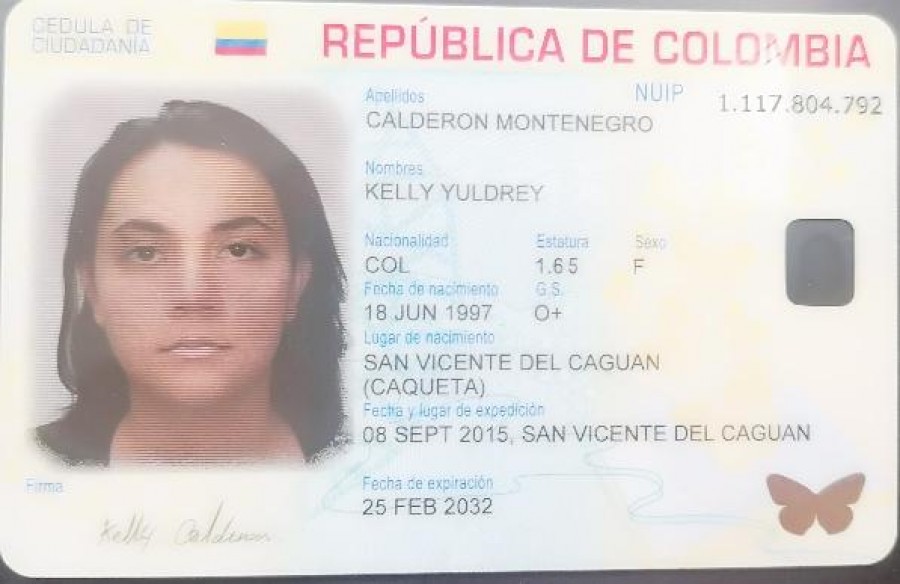 CEDULA DE
CIUDADANÍA
REPÚBLICA DE COLOMBIA
NUIP 1.117.804.792
Apellidos
CALDERON MONTENEGRO
Nombres
KELLY YULDREY
Nacionalidad Estatura Sexo
COL 1.65 F
Fecha de nacimiento G.S.
18 JUN 1997 O+
Lugar de nacimiento
SAN VICENTE DEL CAGUAN
(CAQUETA)
Fecha y lugar de expedición
08 SEPT 2015, SAN VICENTE DEL CAGUAN
Fecha de expiración
25 FEB 2032
Firma
Kelly Calderon